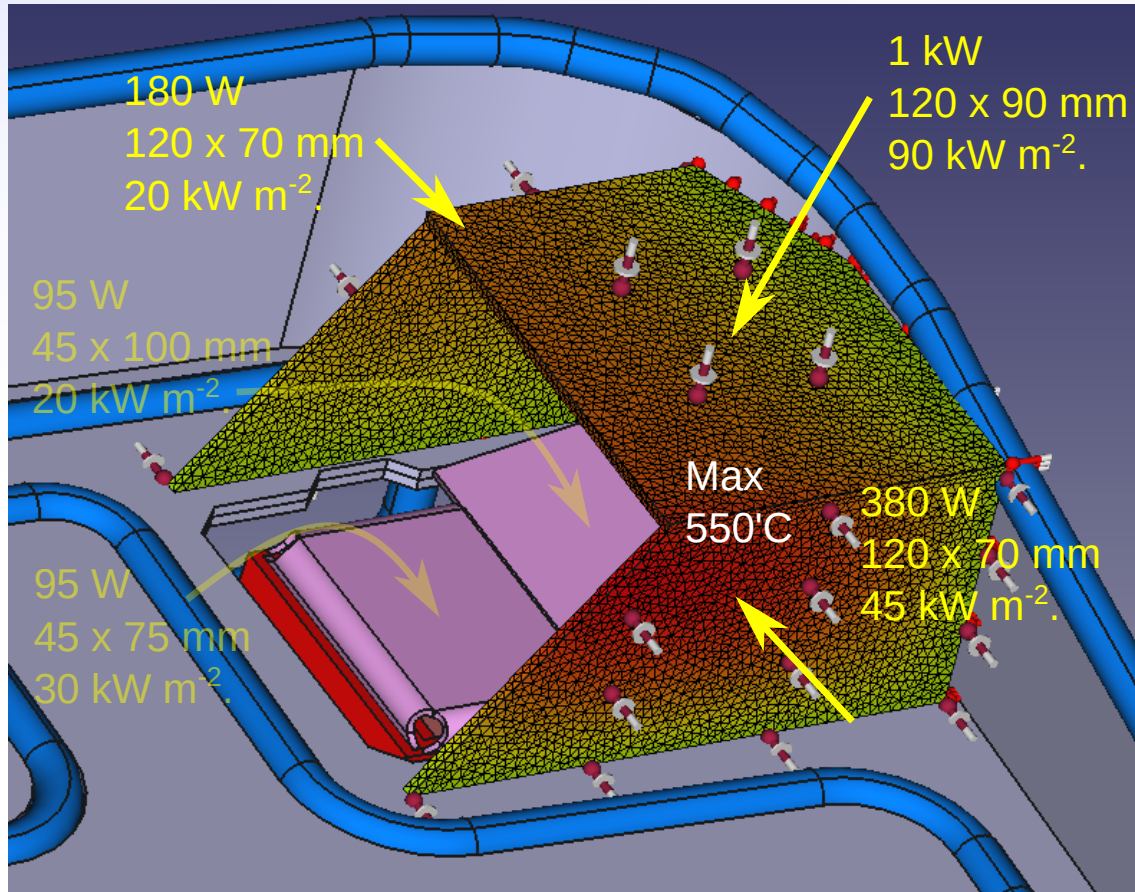 180 W
120 x 70 mm
20 kW m⁻².
1 kW
120 x 90 mm
90 kW m⁻².
95 W
45 x 100 mm
20 kW m⁻².
Max
550'C
380 W
120 x 70 mm
45 kW m⁻².
95 W
45 x 75 mm
30 kW m⁻².